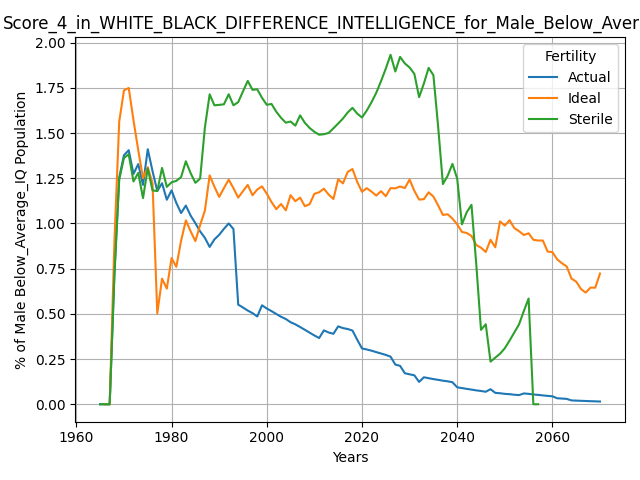 Score_4_in_WHITE_BLACK_DIFFERENCE_INTELLIGENCE_for_Male_Below_Aver
Fertility
Actual
Ideal
Sterile
% of Male Below_Average_IQ Population
2.00
1.75
1.50
1.25
1.00
0.75
0.50
0.25
0.00
1960 1980 2000 2020 2040 2060
Years